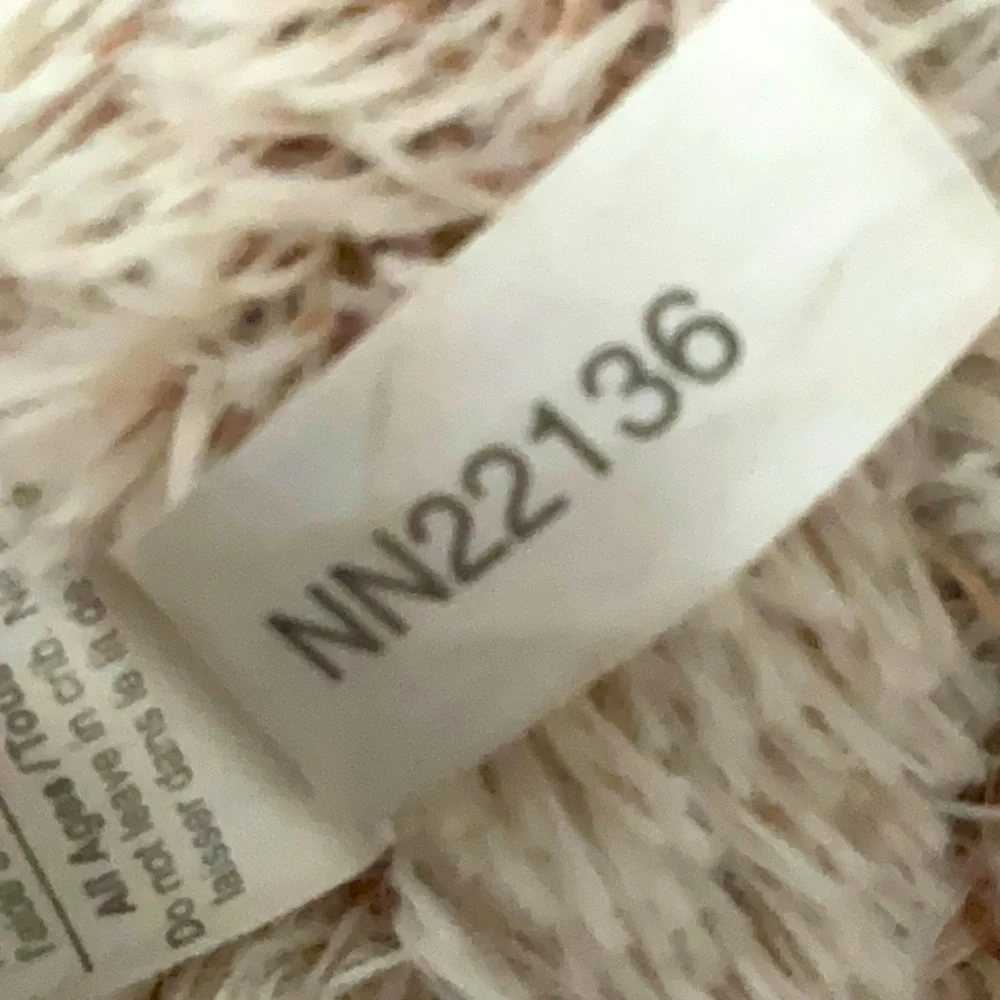 NN22136
All Ages / Tous
Do not leave in crib. Ne
laisser dans le lit de